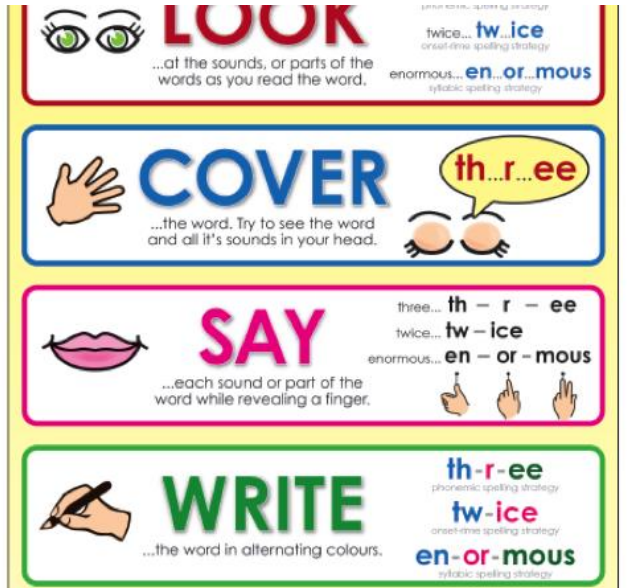 LOOK
...at the sounds, or parts of the
words as you read the word.
phonemic spelling strategy
twice... tw...ice
onset-rime spelling strategy
enormous... en...or...mous
syllabic spelling strategy
COVER
...the word. Try to see the word
and all it's sounds in your head.
th...r...ee
SAY
...each sound or part of the
word while revealing a finger.
three... th – r – ee
twice... tw – ice
enormous... en – or – mous
WRITE
...the word in alternating colours.
th-r-ee
phonemic spelling strategy
tw-ice
onset-rime spelling strategy
en-or-mous
syllabic spelling strategy